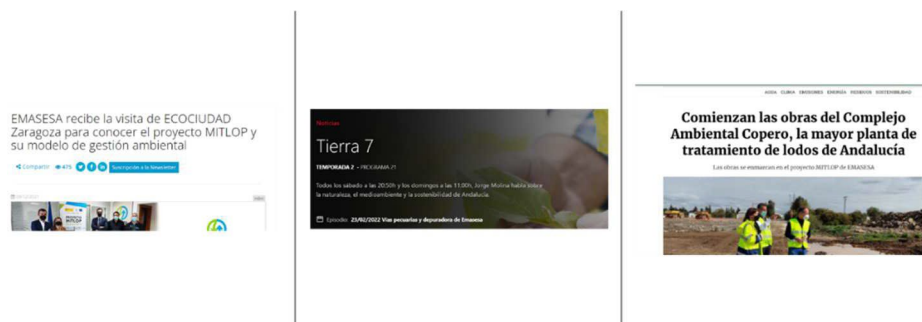 EMASESA recibe la visita de ECOCIUDAD
Zaragoza para conocer el proyecto MITLOP y
su modelo de gestión ambiental
Compartir 475 Suscripción a la Newsletter
Noticias
Tierra 7
TEMPORADA 2 • PROGRAMA 21
Todos los sábado a las 20:50h y los domingos a las 11:00h, Jorge Molina habla sobre
la naturaleza, el medioambiente y la sostenibilidad de Andalucía.
Episodio: 23/02/2022 Vías pecuarias y depuradora de Emasesa
AGUA CLIMA EMISIONES ENERGÍA RESIDUOS SOSTENIBILIDAD
Comienzan las obras del Complejo
Ambiental Copero, la mayor planta de
tratamiento de lodos de Andalucía
Las obras se enmarcan en el proyecto MITLOP de EMASESA